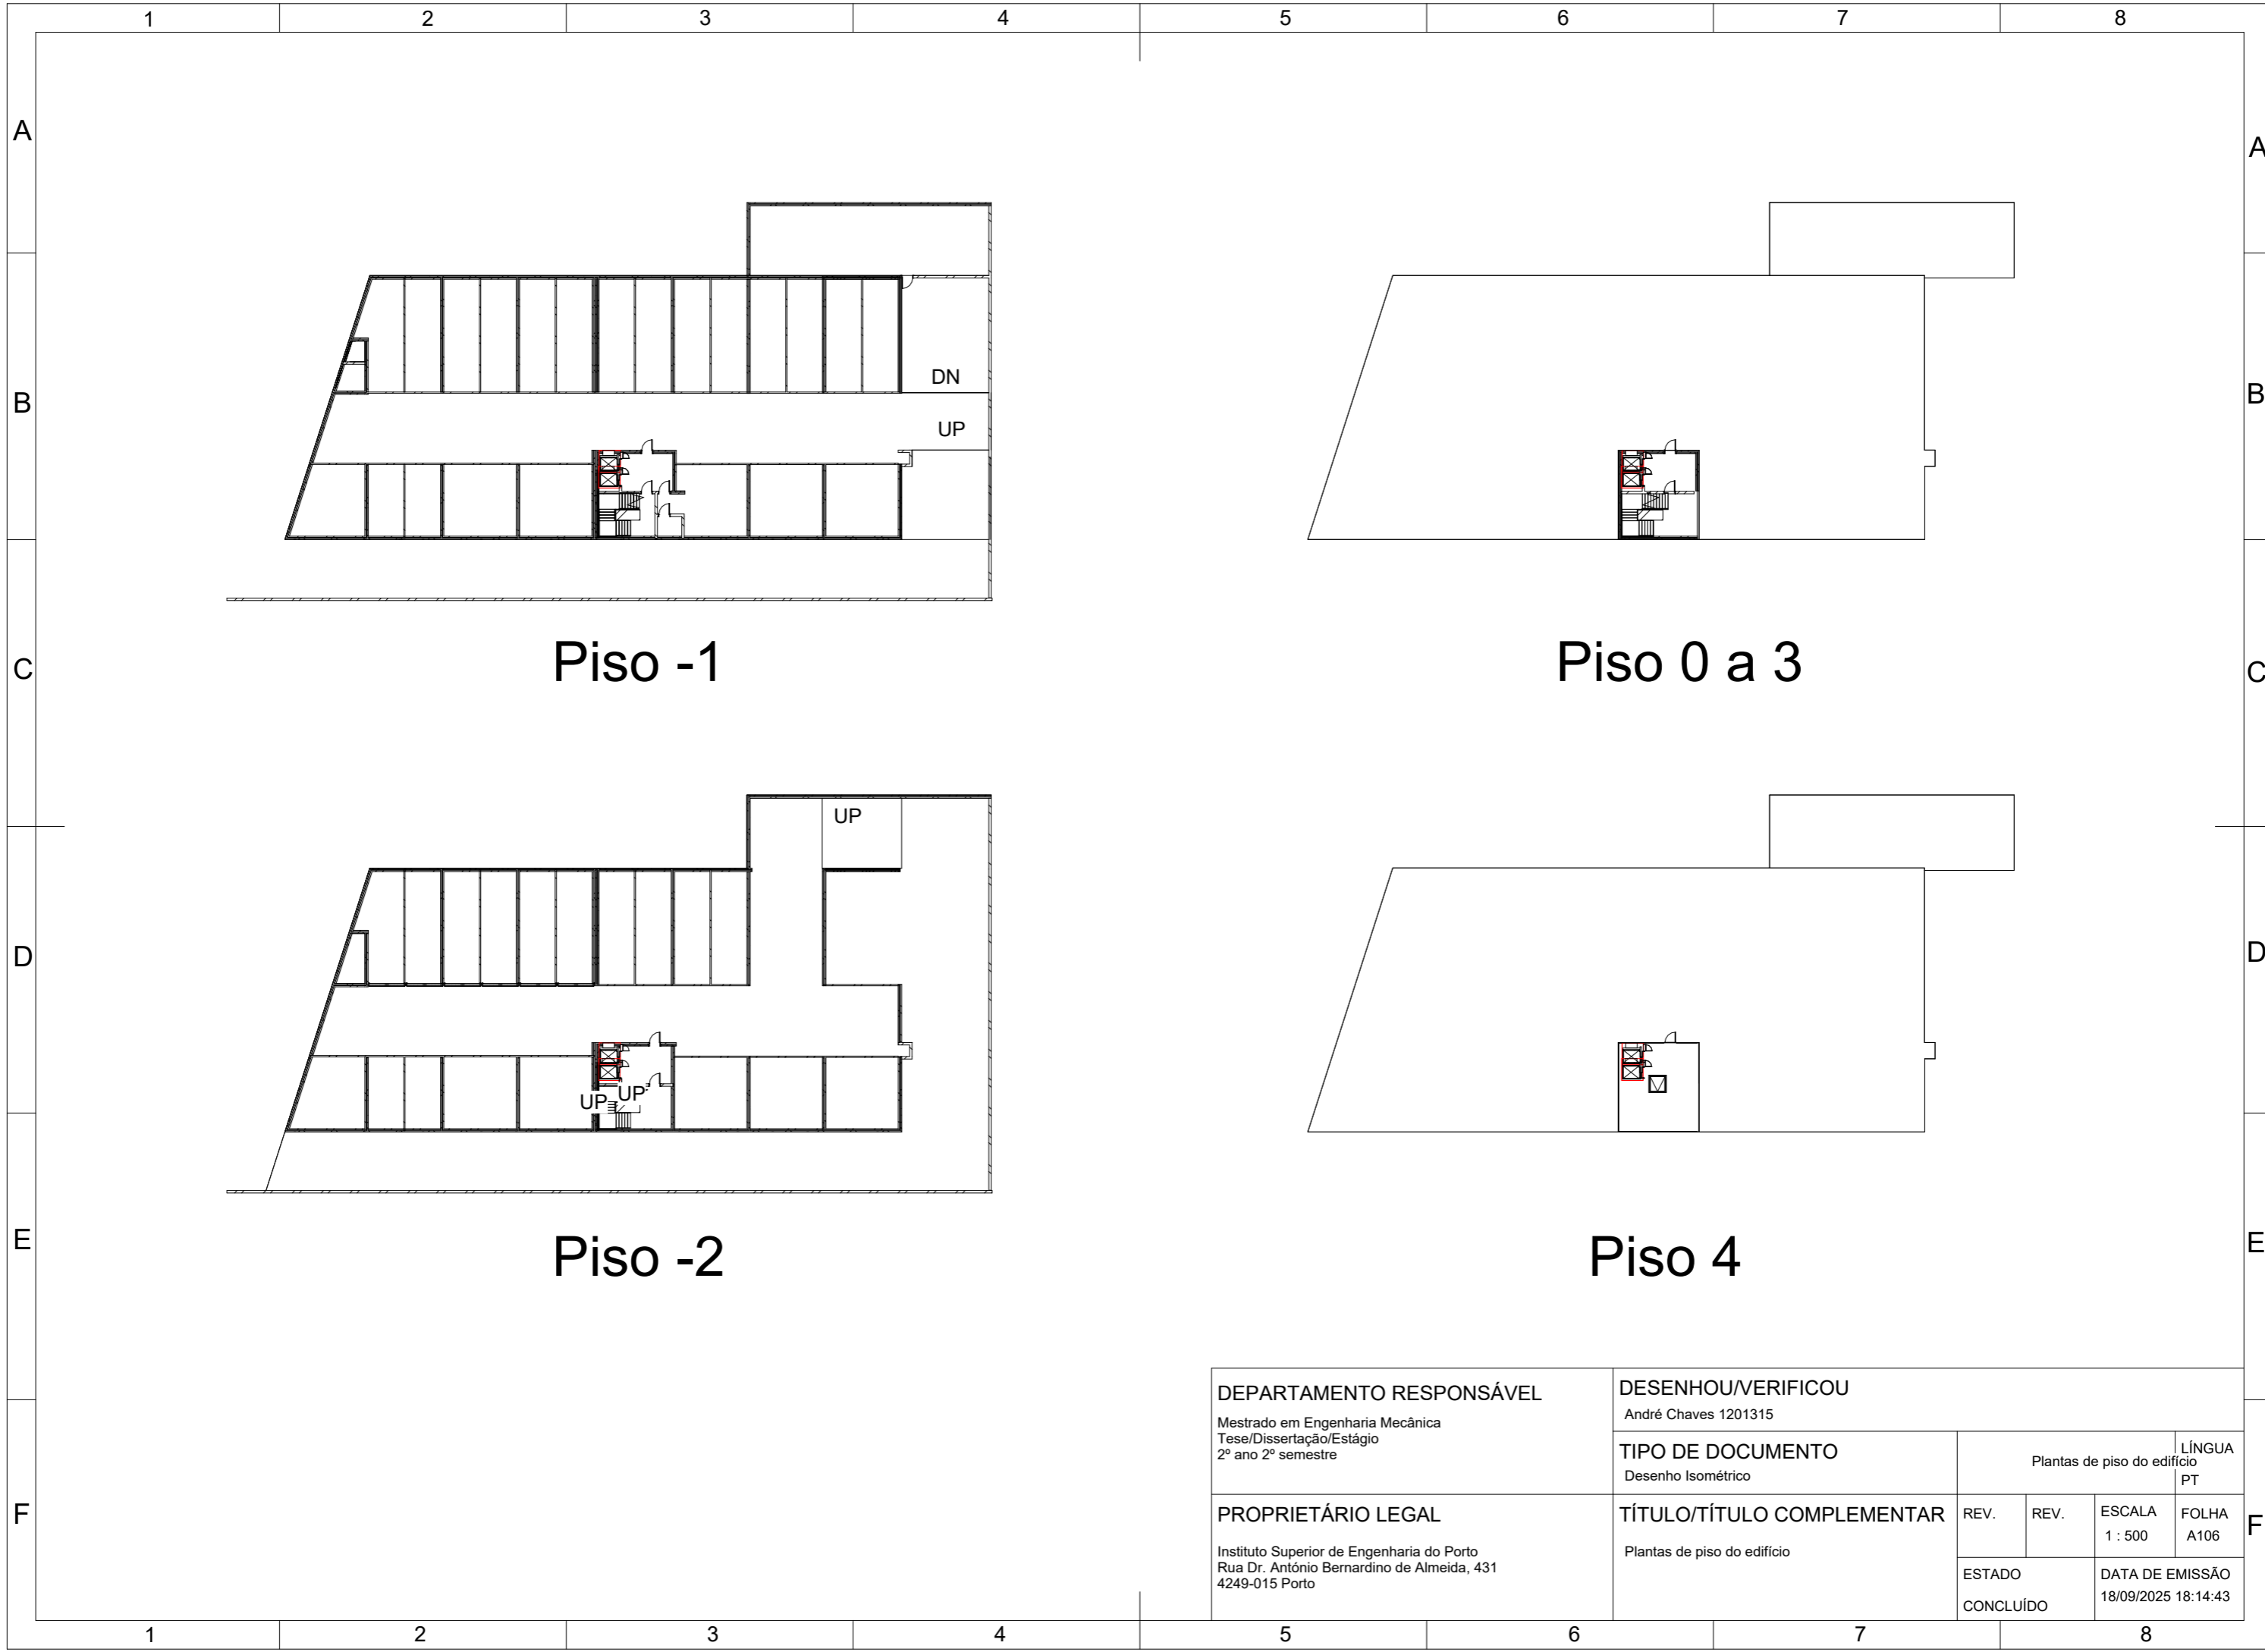 1 2 3 4 5 6 7 8
A A
DN
B B
UP
Piso -1 Piso 0 a 3
C C
UP
D D
UP UP
Piso -2 Piso 4
E E
DEPARTAMENTO RESPONSÁVEL
Mestrado em Engenharia Mecânica
Tese/Dissertação/Estágio
2º ano 2º semestre
DESENHOU/VERIFICOU
André Chaves 1201315
TIPO DE DOCUMENTO
Desenho Isométrico
Plantas de piso do edifício
LÍNGUA
PT
PROPRIETÁRIO LEGAL
Instituto Superior de Engenharia do Porto
Rua Dr. António Bernardino de Almeida, 431
4249-015 Porto
TÍTULO/TÍTULO COMPLEMENTAR
Plantas de piso do edifício
REV. REV. ESCALA FOLHA
1 : 500 A106
ESTADO
CONCLUÍDO
DATA DE EMISSÃO
18/09/2025 18:14:43
F F
1 2 3 4 5 6 7 8